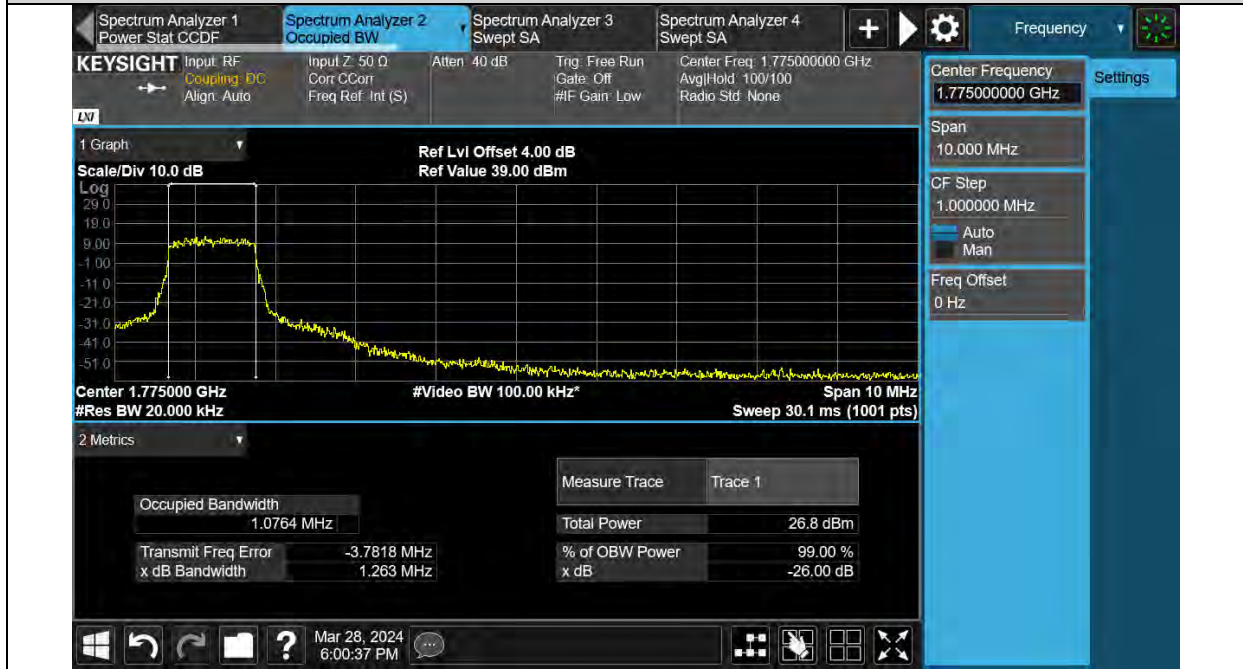 Spectrum Analyzer 1
Power Stat CCDF
Spectrum Analyzer 2
Occupied BW
Spectrum Analyzer 3
Swept SA
Spectrum Analyzer 4
Swept SA
+
Frequency
KEYSIGHT
Input: RF
Coupling: DC
Align: Auto
Input Z: 50 Ω
Corr CCorr
Freq Ref: Int (S)
Atten: 40 dB
Trig: Free Run
Gate: Off
#IF Gain: Low
Center Freq: 1.775000000 GHz
Avg|Hold: 100/100
Radio Std: None
LXI
Center Frequency
1.775000000 GHz
Settings
Span
10.000 MHz
CF Step
1.000000 MHz
Auto
Man
Freq Offset
0 Hz
1 Graph
Scale/Div 10.0 dB
Ref Lvl Offset 4.00 dB
Ref Value 39.00 dBm
Log
29.0
19.0
9.00
-1.00
-11.0
-21.0
-31.0
-41.0
-51.0
Center 1.775000 GHz
#Video BW 100.00 kHz*
Span 10 MHz
#Res BW 20.000 kHz
Sweep 30.1 ms (1001 pts)
2 Metrics
Measure Trace
Trace 1
Occupied Bandwidth
1.0764 MHz
Total Power
26.8 dBm
Transmit Freq Error
-3.7818 MHz
% of OBW Power
99.00 %
x dB Bandwidth
1.263 MHz
x dB
-26.00 dB
?
Mar 28, 2024
6:00:37 PM